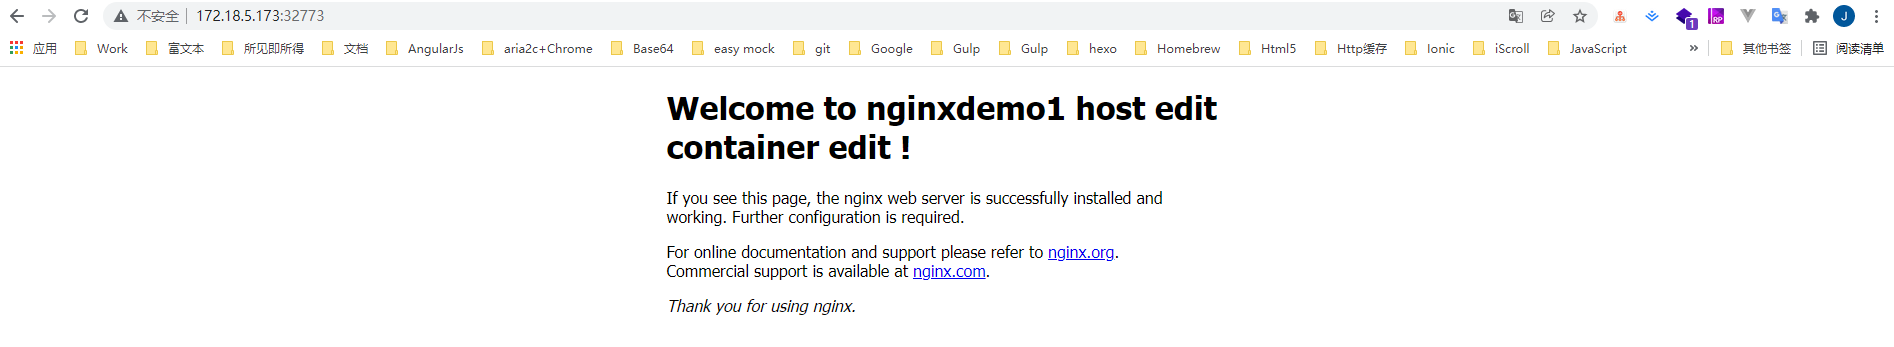 不安全 172.18.5.173:32773
应用 Work 富文本 所见即所得 文档 AngularJs aria2c+Chrome Base64 easy mock git Google Gulp Gulp hexo Homebrew Html5 Http缓存 Ionic iScroll JavaScript » 其他书签 阅读清单
Welcome to nginxdemo1 host edit
container edit !
If you see this page, the nginx web server is successfully installed and
working. Further configuration is required.
For online documentation and support please refer to nginx.org.
Commercial support is available at nginx.com.
Thank you for using nginx.
RP
1
J